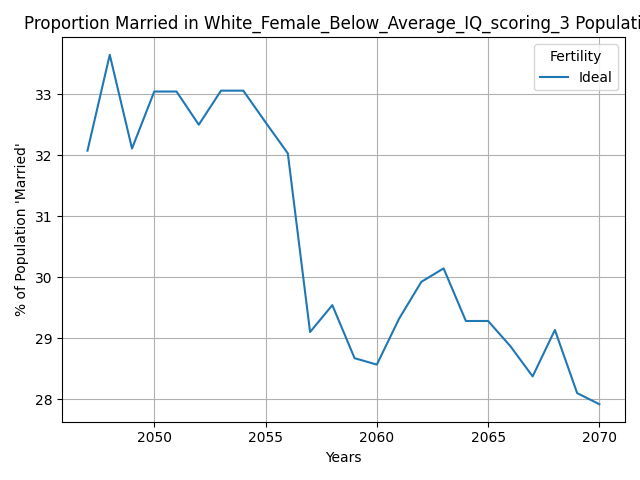 Proportion Married in White_Female_Below_Average_IQ_scoring_3 Populati
Fertility
Ideal
% of Population 'Married'
33
32
31
30
29
28
2050
2055
2060
2065
2070
Years